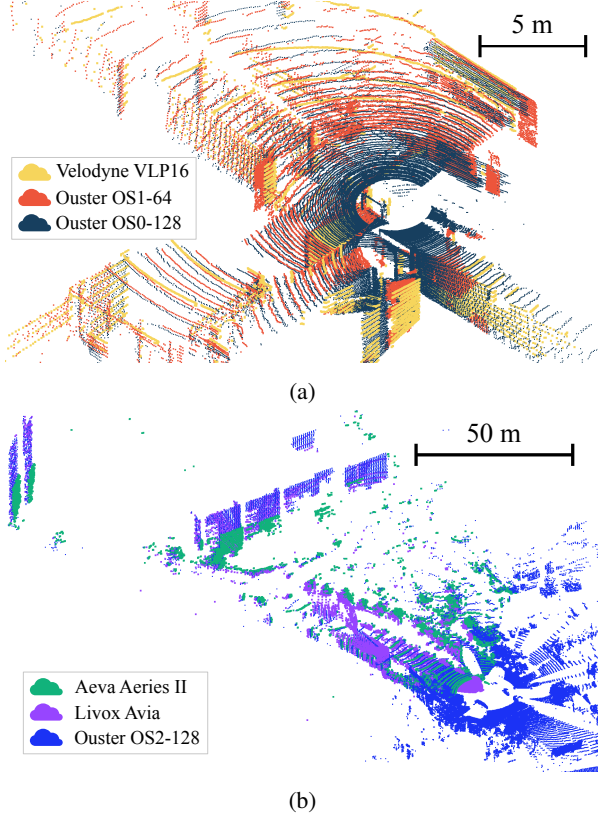 5 m
Velodyne VLP16
Ouster OS1-64
Ouster OS0-128
(a)
50 m
Aeva Aeries II
Livox Avia
Ouster OS2-128
(b)